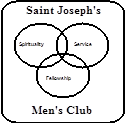 Saint Joseph's
Spirituality
Service
Fellowship
Men's Club